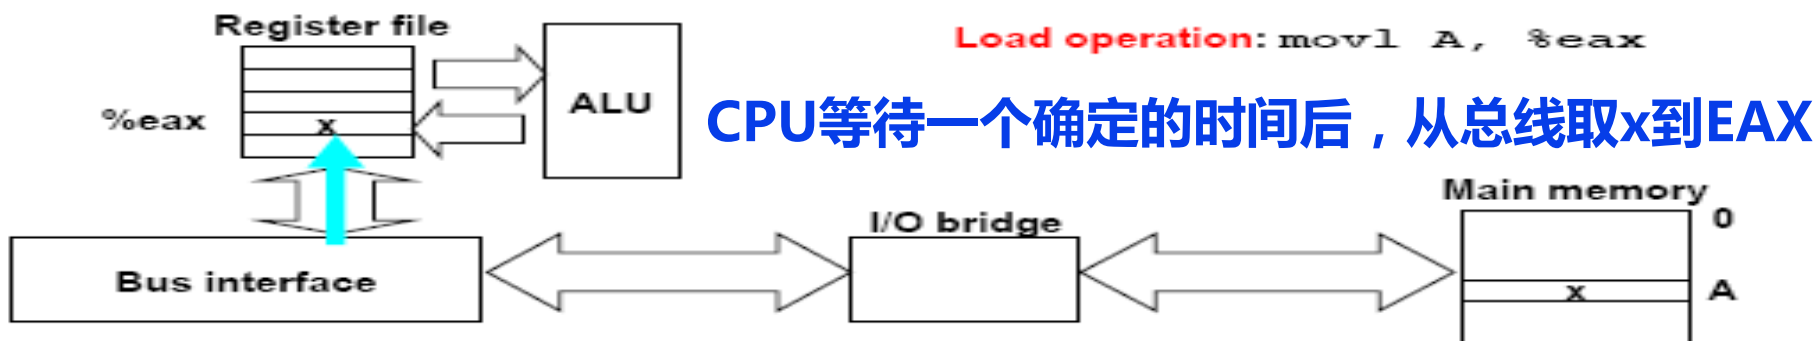 Register file
Load operation: movl A, %eax
ALU
%eax
x
CPU等待一个确定的时间后，从总线取x到EAX
Main memory
0
I/O bridge
Bus interface
x
A